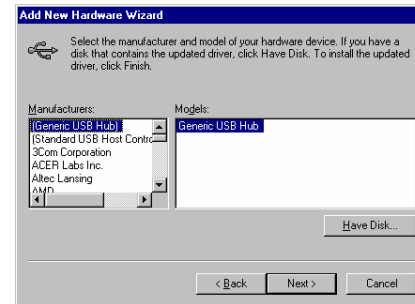 Add New Hardware Wizard
Select the manufacturer and model of your hardware device. If you have a
disk that contains the updated driver, click Have Disk. To install the updated
driver, click Finish.
Manufacturers:
(Generic USB Hub)
(Standard USB Host Contro
3Com Corporation
ACER Labs Inc.
Altec Lansing
AMD
Models:
Generic USB Hub
Have Disk...
< Back
Next >
Cancel